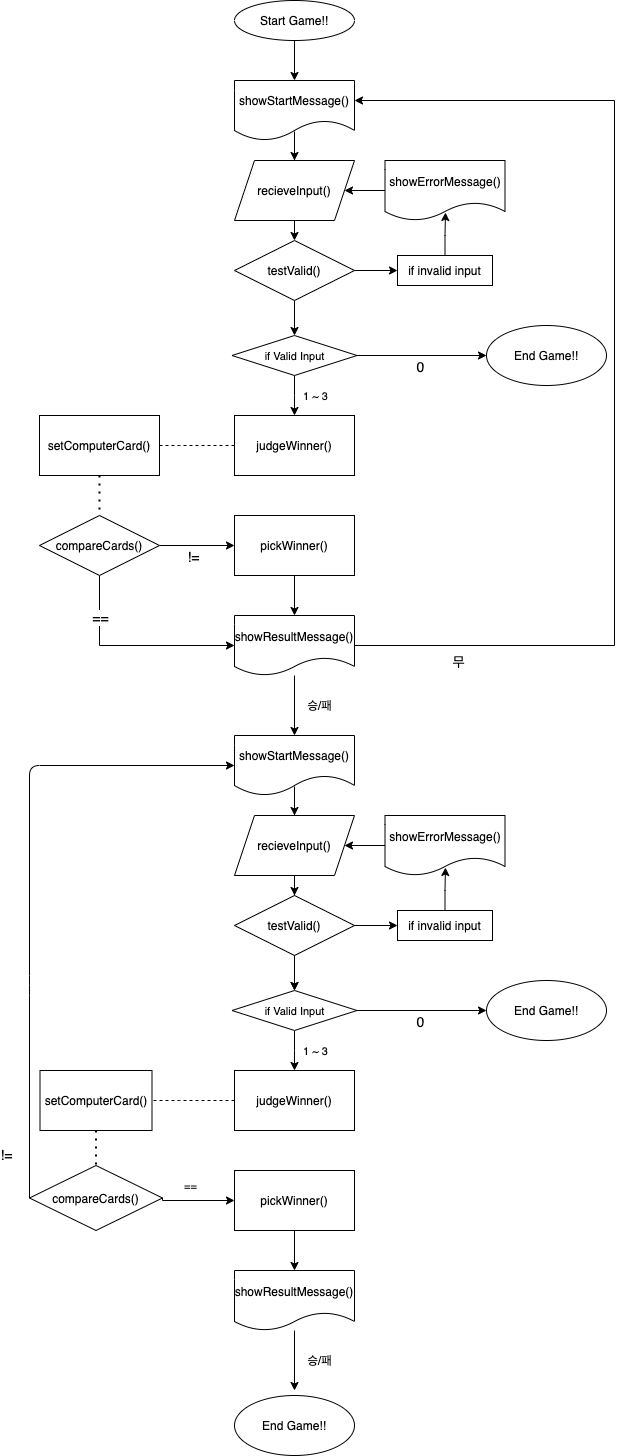 Start Game!!
showStartMessage()
recieveInput()
showErrorMessage()
testValid()
if invalid input
if Valid Input
0
End Game!!
1 ~ 3
setComputerCard()
judgeWinner()
compareCards()
!=
pickWinner()
==
showResultMessage()
무
승/패
showStartMessage()
recieveInput()
showErrorMessage()
testValid()
if invalid input
if Valid Input
0
End Game!!
1 ~ 3
setComputerCard()
judgeWinner()
!=
compareCards()
==
pickWinner()
showResultMessage()
승/패
End Game!!